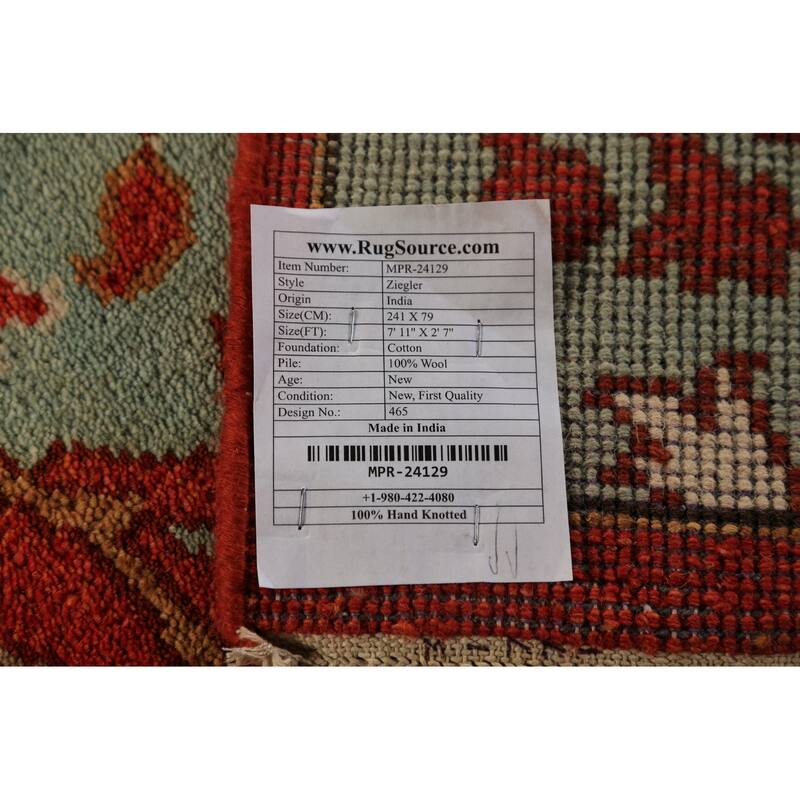 www.RugSource.com
Item Number: MPR-24129
Style Ziegler
Origin India
Size(CM): 241 X 79
Size(FT): 7' 11" X 2' 7"
Foundation: Cotton
Pile: 100% Wool
Age: New
Condition: New, First Quality
Design No.: 465
Made in India
MPR-24129
+1-980-422-4080
100% Hand Knotted